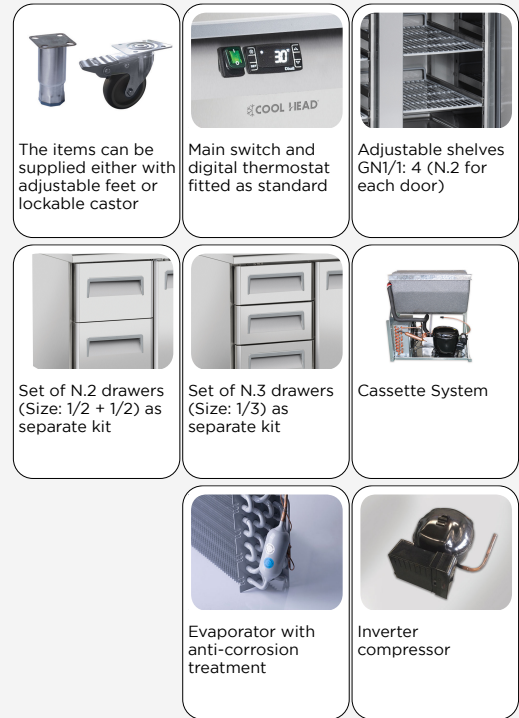 30°
Dixell
COOL HEAD
The items can be
supplied either with
adjustable feet or
lockable castor
Main switch and
digital thermostat
fitted as standard
Adjustable shelves
GN1/1: 4 (N.2 for
each door)
Set of N.2 drawers
(Size: 1/2 + 1/2) as
separate kit
Set of N.3 drawers
(Size: 1/3) as
separate kit
Cassette System
Evaporator with
anti-corrosion
treatment
Inverter
compressor